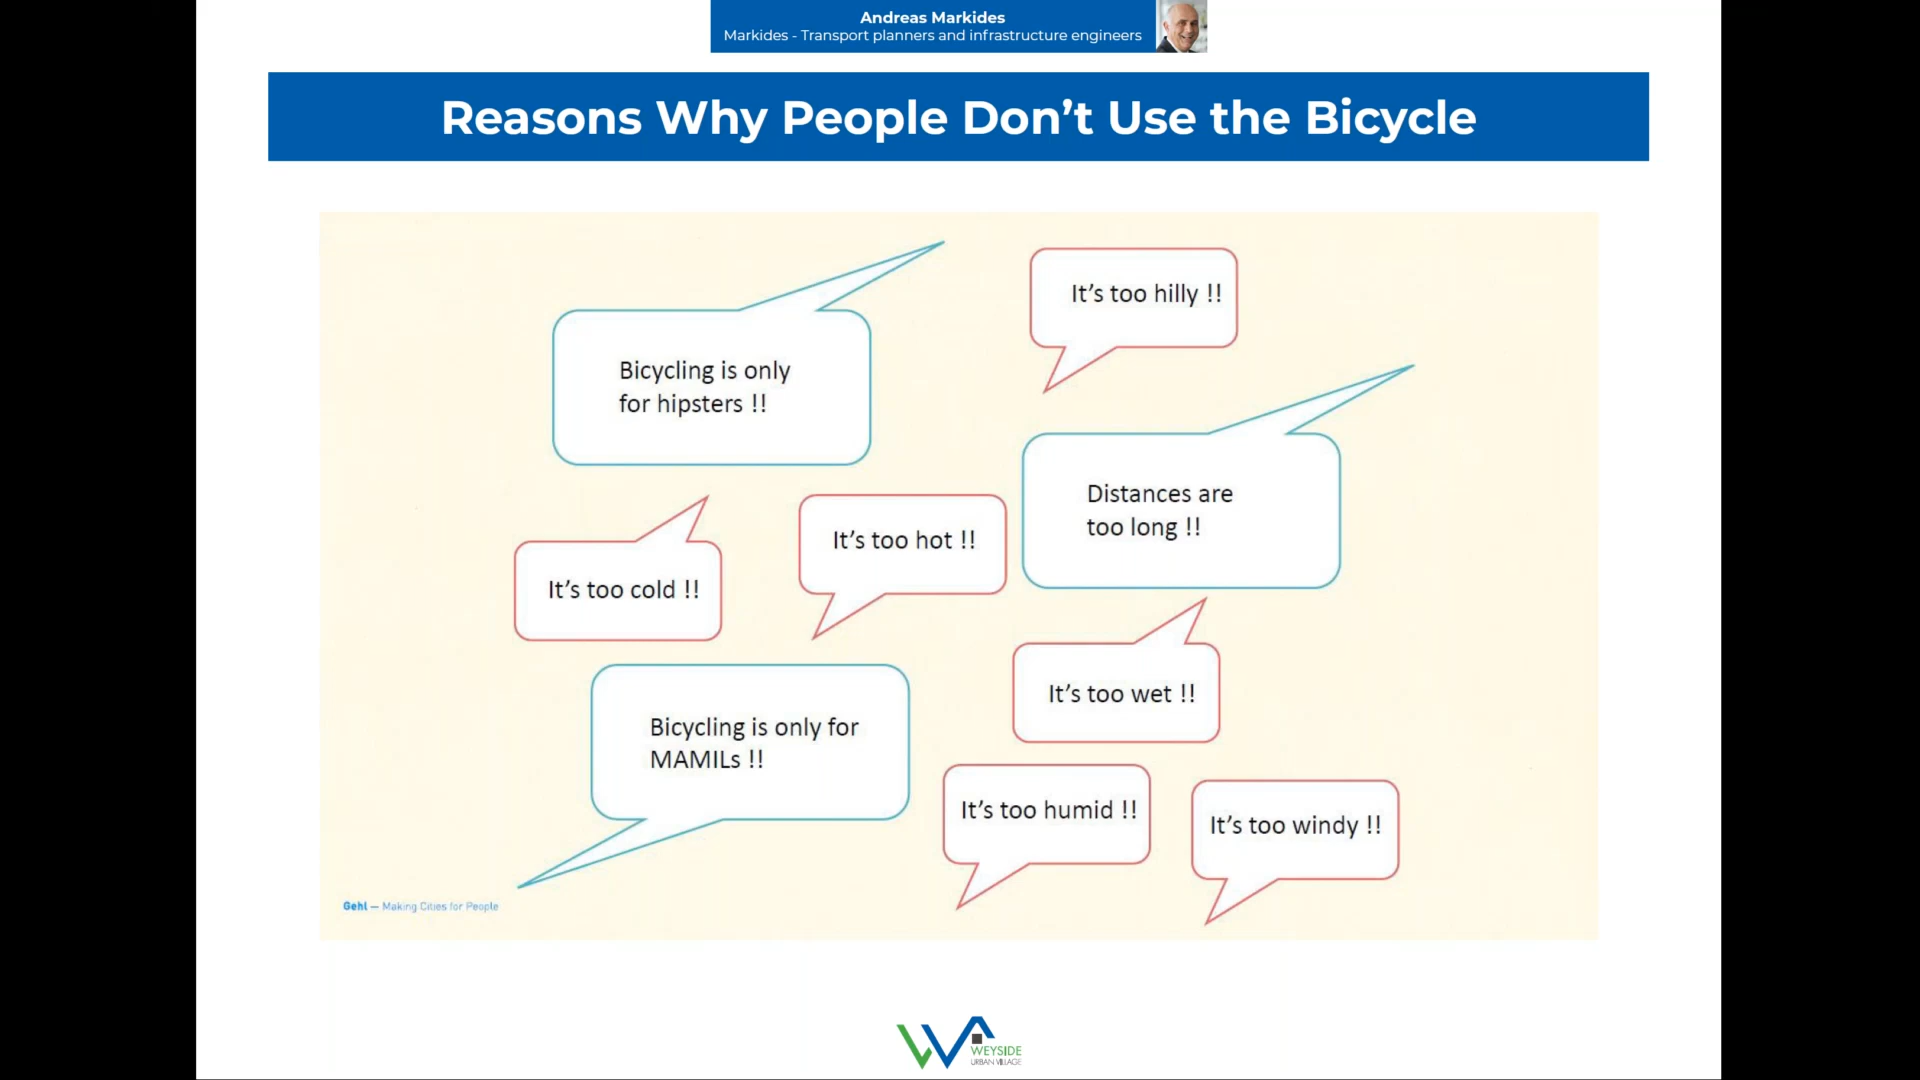 Andreas Markides
Markides - Transport planners and infrastructure engineers
Reasons Why People Don’t Use the Bicycle
It’s too hilly !!
Bicycling is only
for hipsters !!
Distances are
too long !!
It’s too hot !!
It’s too cold !!
It’s too wet !!
Bicycling is only for
MAMILs !!
It’s too humid !!
It’s too windy !!
Gehl — Making Cities for People
WEYSIDE
URBAN VILLAGE